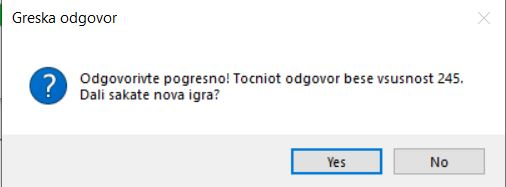 Greska odgovor
Odgovorivte pogresno! Tocniot odgovor bese vsusnost 245.
Dali sakate nova igra?
Yes
No